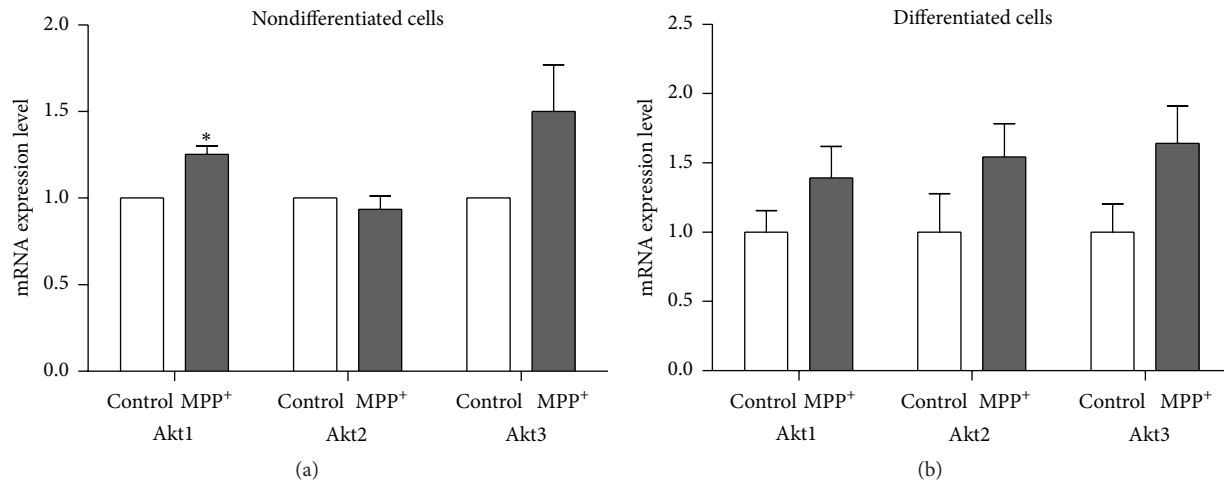 Nondifferentiated cells
mRNA expression level
2.0
1.5
1.0
0.5
0.0
*
Control MPP⁺ Control MPP⁺ Control MPP⁺
Akt1 Akt2 Akt3
(a)
Differentiated cells
mRNA expression level
2.5
2.0
1.5
1.0
0.5
0.0
Control MPP⁺ Control MPP⁺ Control MPP⁺
Akt1 Akt2 Akt3
(b)